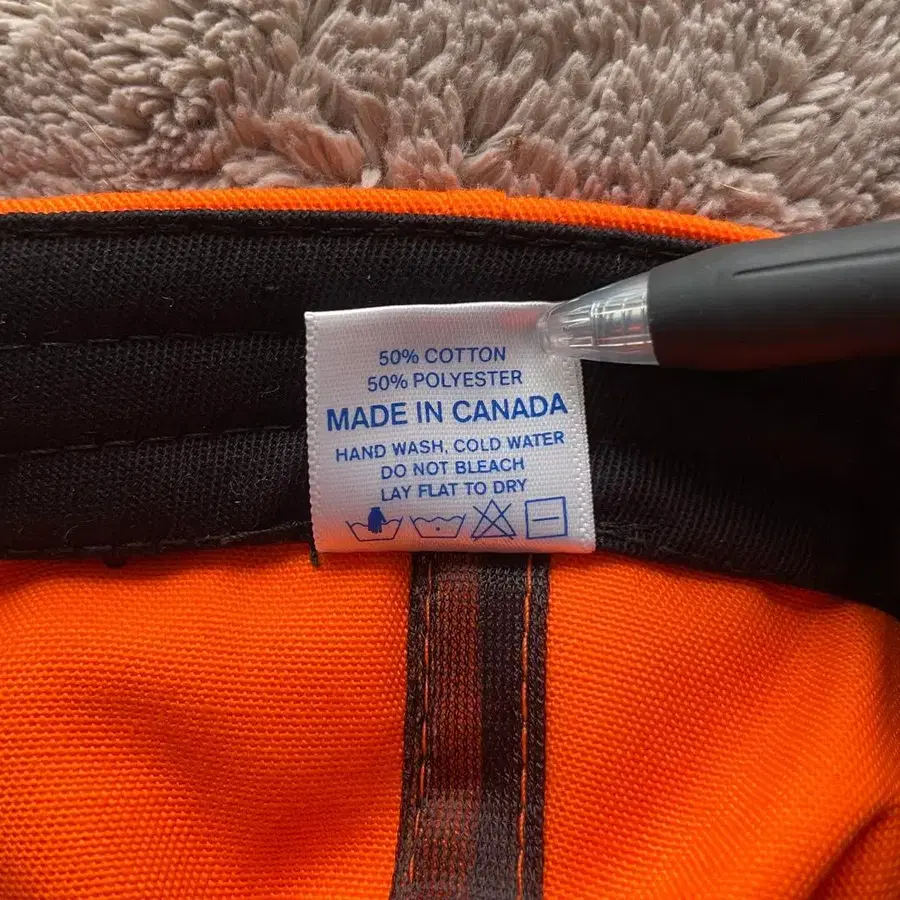 50% COTTON
50% POLYESTER
MADE IN CANADA
HAND WASH, COLD WATER
DO NOT BLEACH
LAY FLAT TO DRY